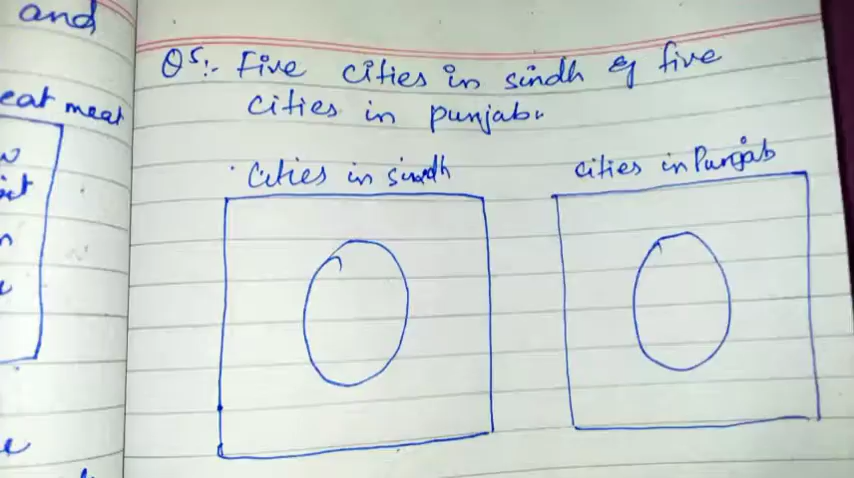 and
eat meat
Q5:- Five cities in sindh & five
cities in punjab.
Cities in sindh
cities in Punjab